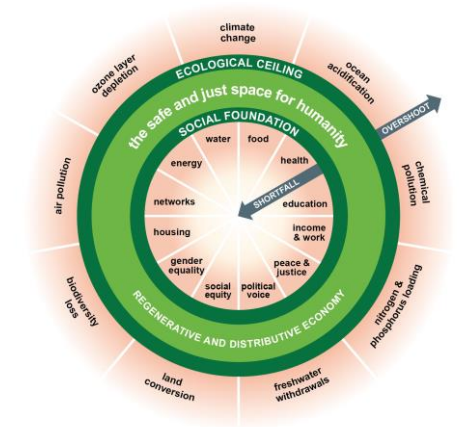 climate
change
ocean
acidification
chemical
pollution
nitrogen &
phosphorus loading
freshwater
withdrawals
land
conversion
biodiversity
loss
air pollution
ozone layer
depletion
ECOLOGICAL CEILING
the safe and just space for humanity
SOCIAL FOUNDATION
OVERSHOOT
SHORTFALL
water
food
health
education
income
& work
peace &
justice
political
voice
social
equity
gender
equality
housing
networks
energy
REGENERATIVE AND DISTRIBUTIVE ECONOMY